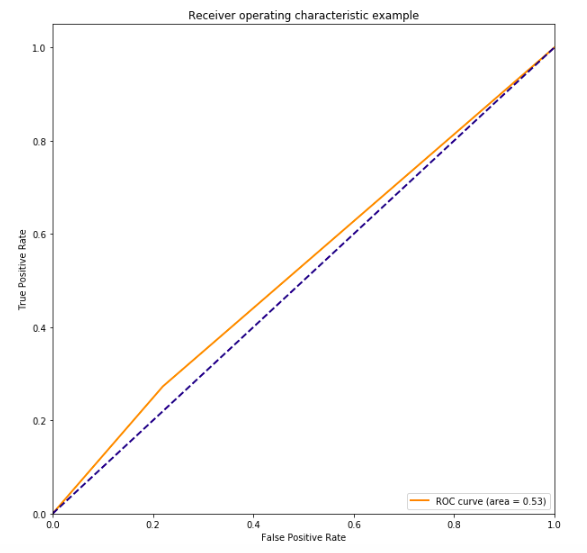 Receiver operating characteristic example
1.0
0.8
0.6
0.4
0.2
0.0
True Positive Rate
ROC curve (area = 0.53)
0.0 0.2 0.4 0.6 0.8 1.0
False Positive Rate